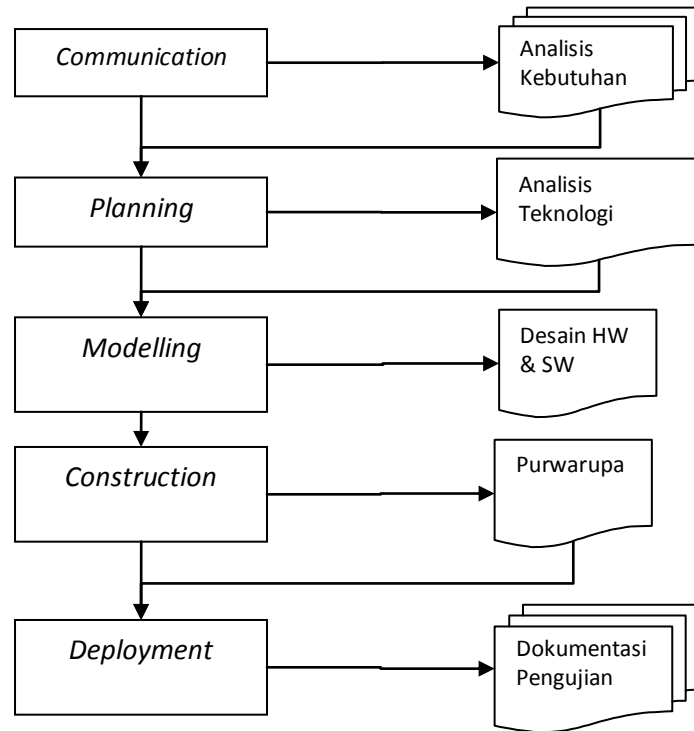 Communication
Analisis
Kebutuhan
Planning
Analisis
Teknologi
Modelling
Desain HW
& SW
Construction
Purwarupa
Deployment
Dokumentasi
Pengujian